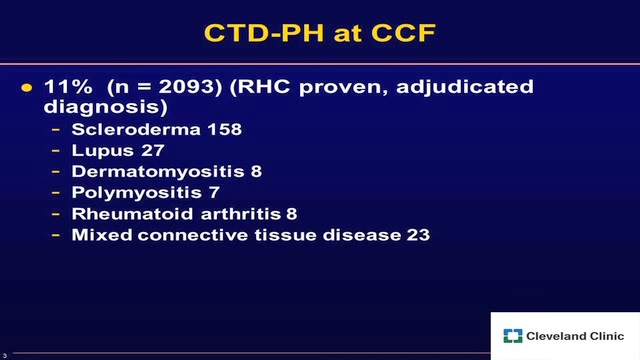 CTD-PH at CCF
● 11% (n = 2093) (RHC proven, adjudicated
diagnosis)
– Scleroderma 158
– Lupus 27
– Dermatomyositis 8
– Polymyositis 7
– Rheumatoid arthritis 8
– Mixed connective tissue disease 23
3
Cleveland Clinic